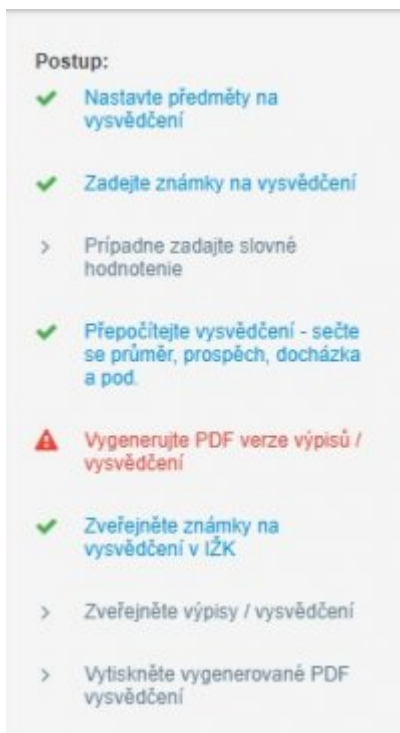 Postup:
Nastavte předměty na
vysvědčení
Zadejte známky na vysvědčení
Prípadne zadajte slovné
hodnotenie
Přepočítejte vysvědčení - sečte
se průměr, prospěch, docházka
a pod.
Vygenerujte PDF verze výpisů /
vysvědčení
Zveřejněte známky na
vysvědčení v IŽK
Zveřejněte výpisy / vysvědčení
Vytiskněte vygenerované PDF
vysvědčení